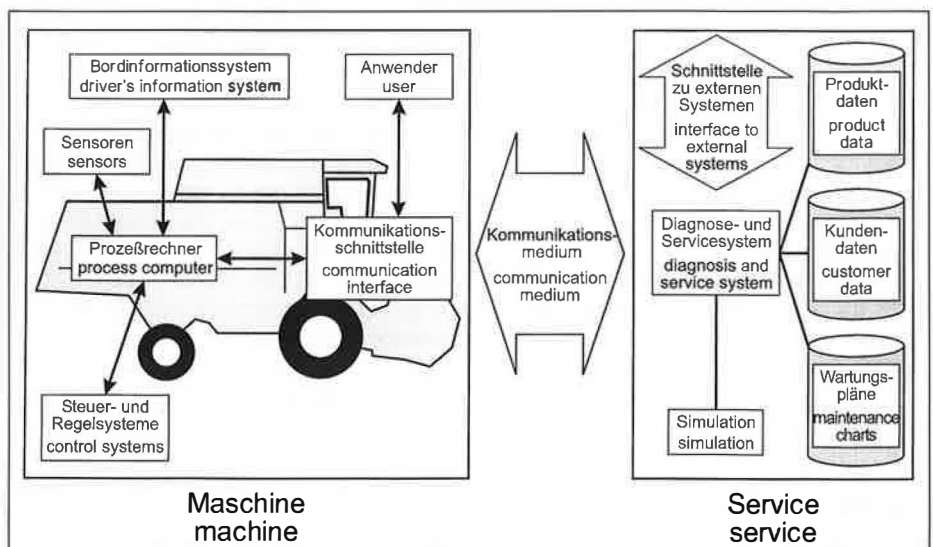 Bordinformationssystem
driver's information system
Anwender
user
Sensoren
sensors
Prozeßrechner
process computer
Kommunikations-
schnittstelle
communication
interface
Steuer- und
Regelsysteme
control systems
Maschine
machine
Kommunikations-
medium
communication
medium
Schnittstelle
zu externen
Systemen
interface to
external
systems
Produkt-
daten
product
data
Diagnose- und
Servicesystem
diagnosis and
service system
Kunden-
daten
customer
data
Simulation
simulation
Wartungs-
pläne
maintenance
charts
Service
service